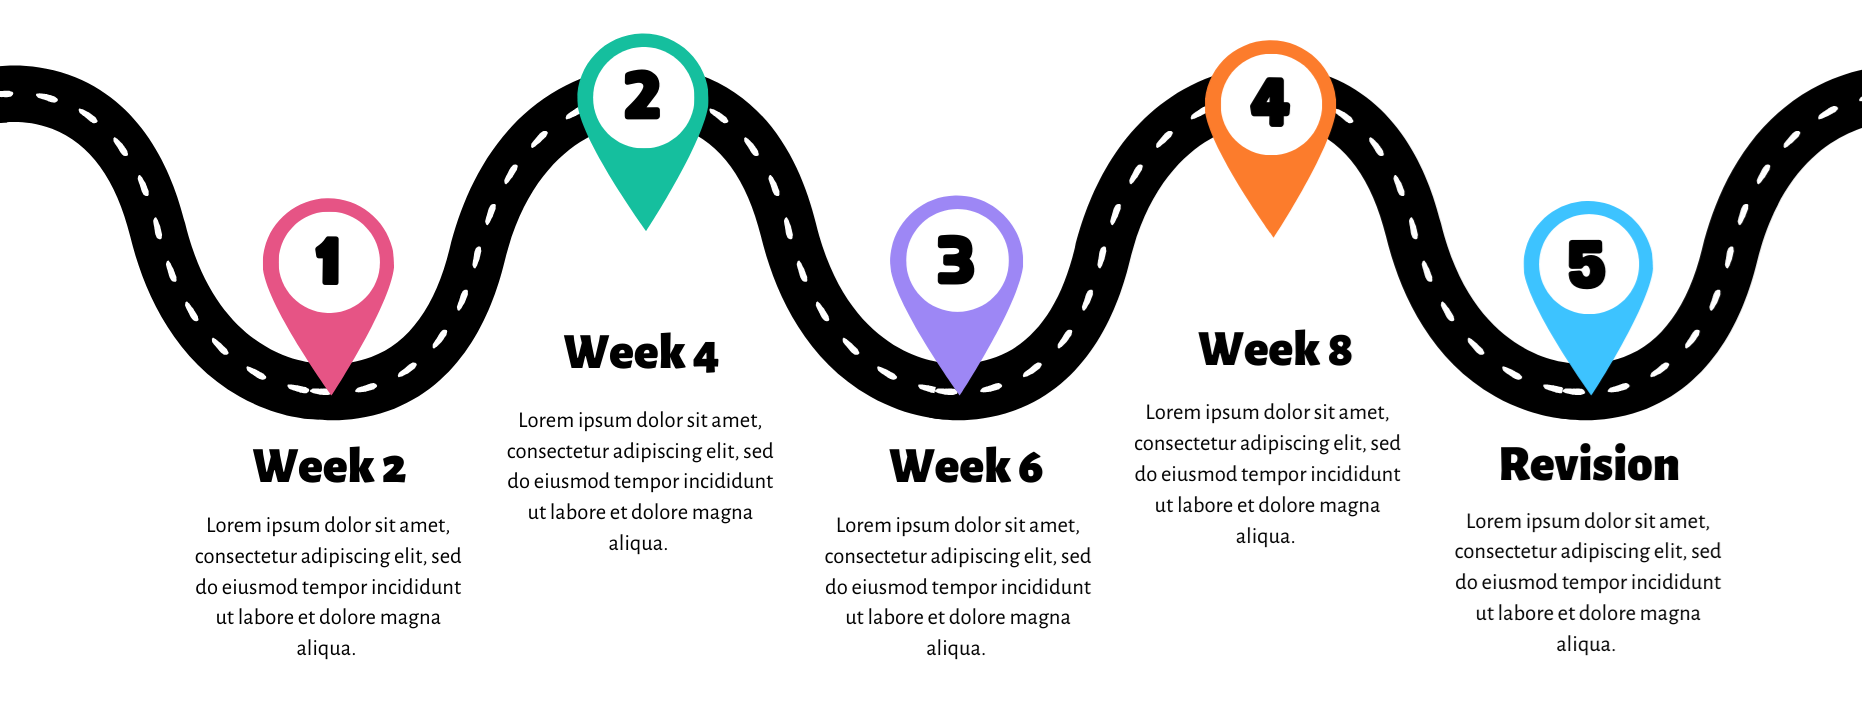 1
Week 2
Lorem ipsum dolor sit amet,
consectetur adipiscing elit, sed
do eiusmod tempor incididunt
ut labore et dolore magna
aliqua.
2
Week 4
Lorem ipsum dolor sit amet,
consectetur adipiscing elit, sed
do eiusmod tempor incididunt
ut labore et dolore magna
aliqua.
3
Week 6
Lorem ipsum dolor sit amet,
consectetur adipiscing elit, sed
do eiusmod tempor incididunt
ut labore et dolore magna
aliqua.
4
Week 8
Lorem ipsum dolor sit amet,
consectetur adipiscing elit, sed
do eiusmod tempor incididunt
ut labore et dolore magna
aliqua.
5
Revision
Lorem ipsum dolor sit amet,
consectetur adipiscing elit, sed
do eiusmod tempor incididunt
ut labore et dolore magna
aliqua.